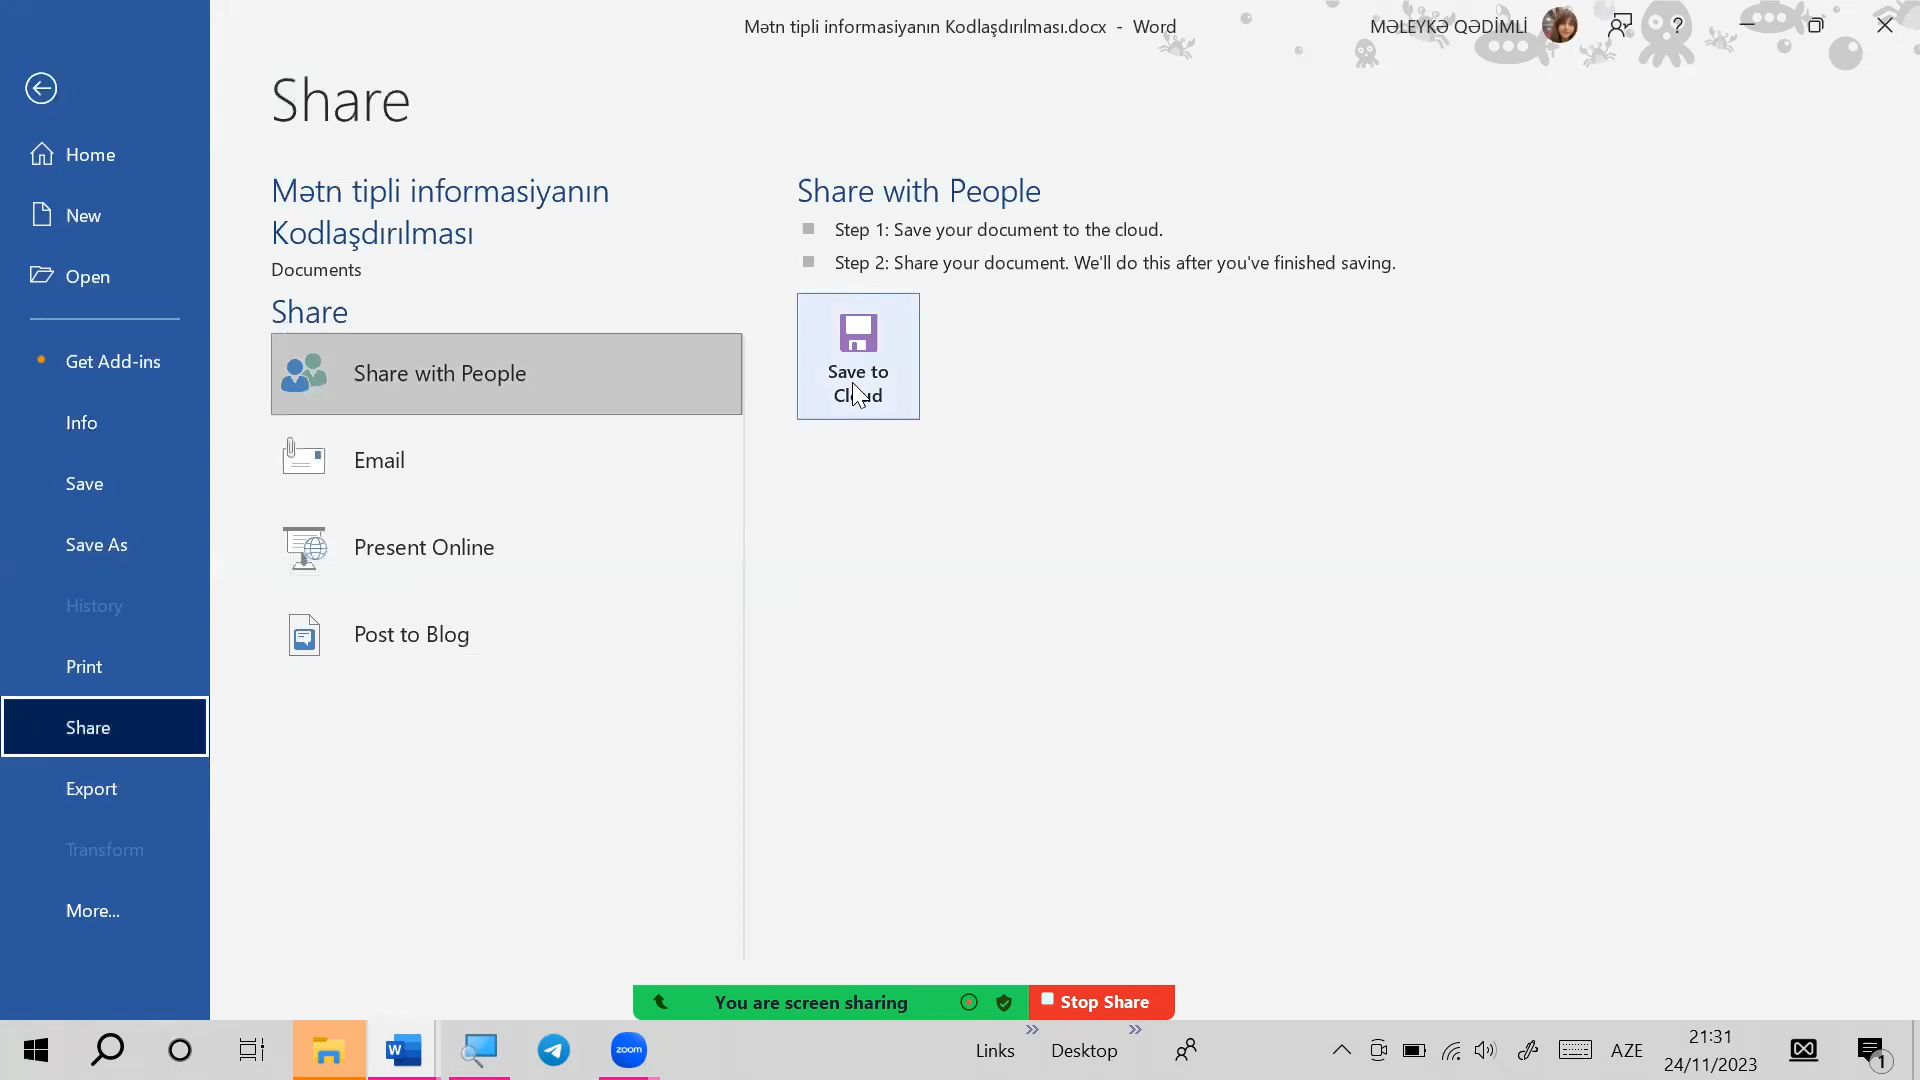 Mətn tipli informasiyanın Kodlaşdırılması.docx - Word
MƏLEYKƏ QƏDİMLİ
?
Home
New
Open
Get Add-ins
Info
Save
Save As
History
Print
Share
Export
Transform
More...
Share
Mətn tipli informasiyanın
Kodlaşdırılması
Documents
Share
Share with People
Email
Present Online
Post to Blog
Share with People
Step 1: Save your document to the cloud.
Step 2: Share your document. We'll do this after you've finished saving.
Save to
Cloud
You are screen sharing
Stop Share
W
zoom
Links
Desktop
AZE
21:31
24/11/2023
1